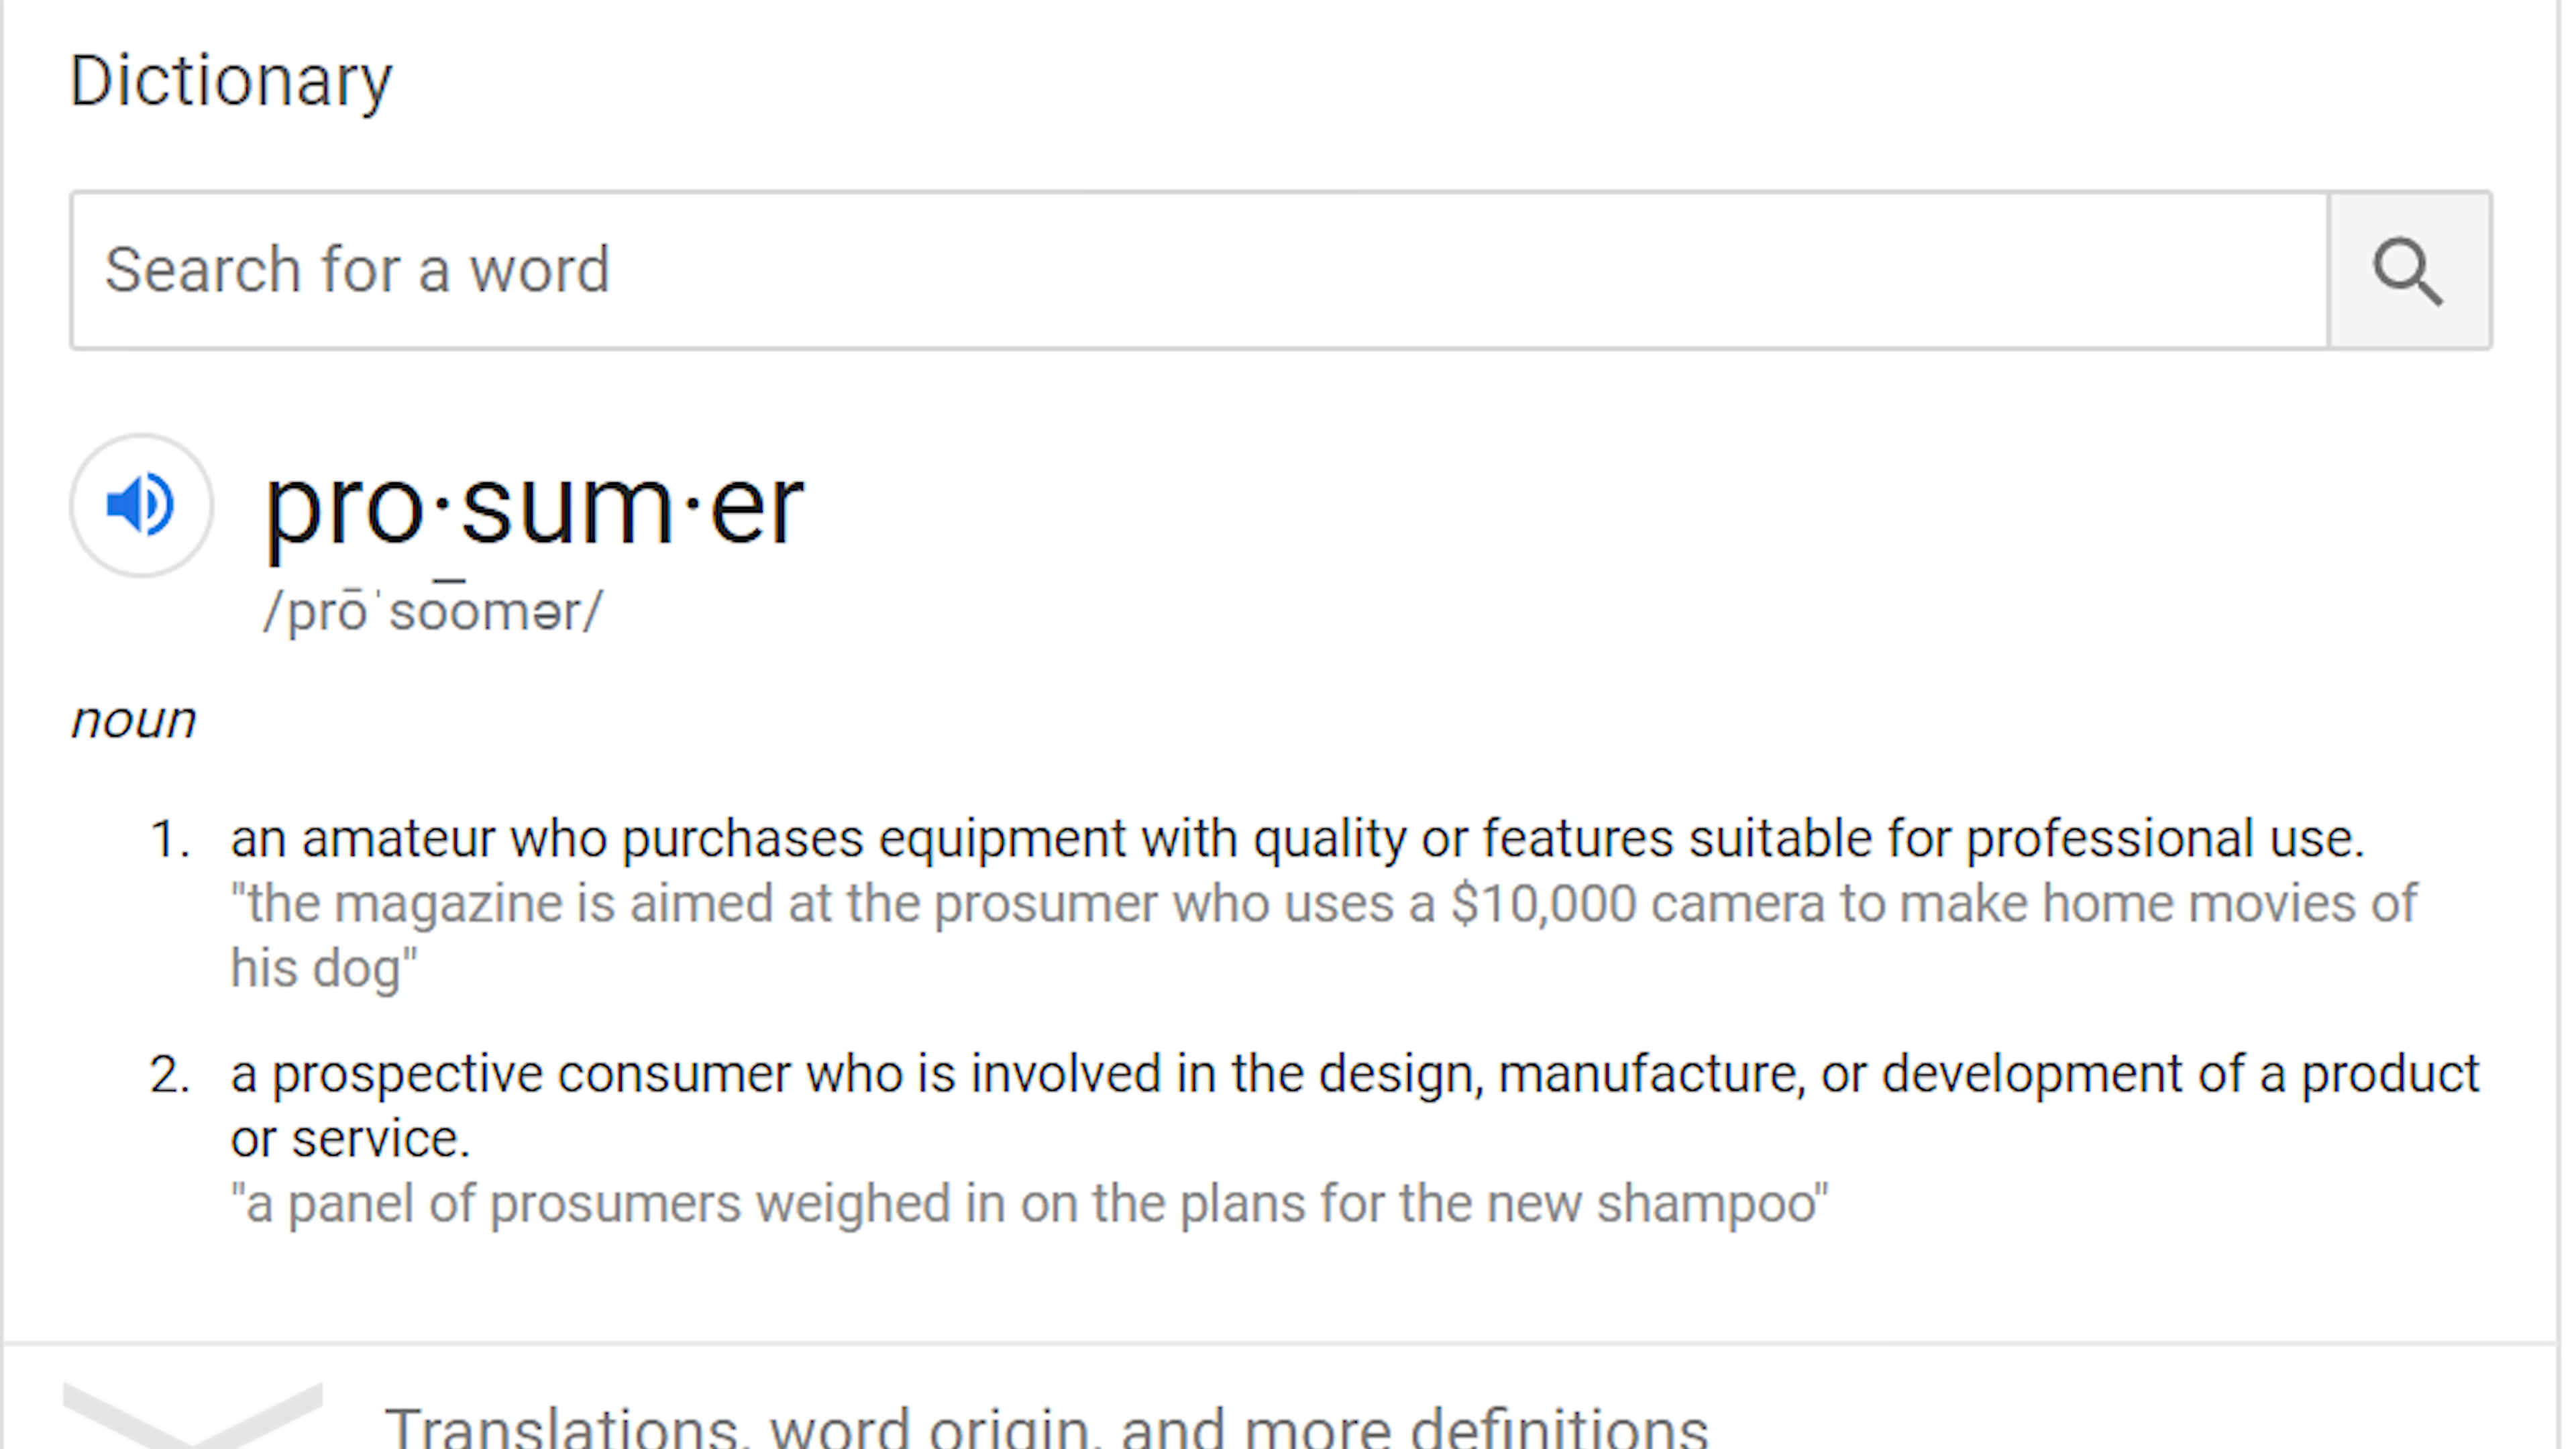 Dictionary
Search for a word
pro·sum·er
/prōˈso͞omər/
noun
1. an amateur who purchases equipment with quality or features suitable for professional use.
"the magazine is aimed at the prosumer who uses a $10,000 camera to make home movies of
his dog"
2. a prospective consumer who is involved in the design, manufacture, or development of a product
or service.
"a panel of prosumers weighed in on the plans for the new shampoo"
Translations, word origin, and more definitions